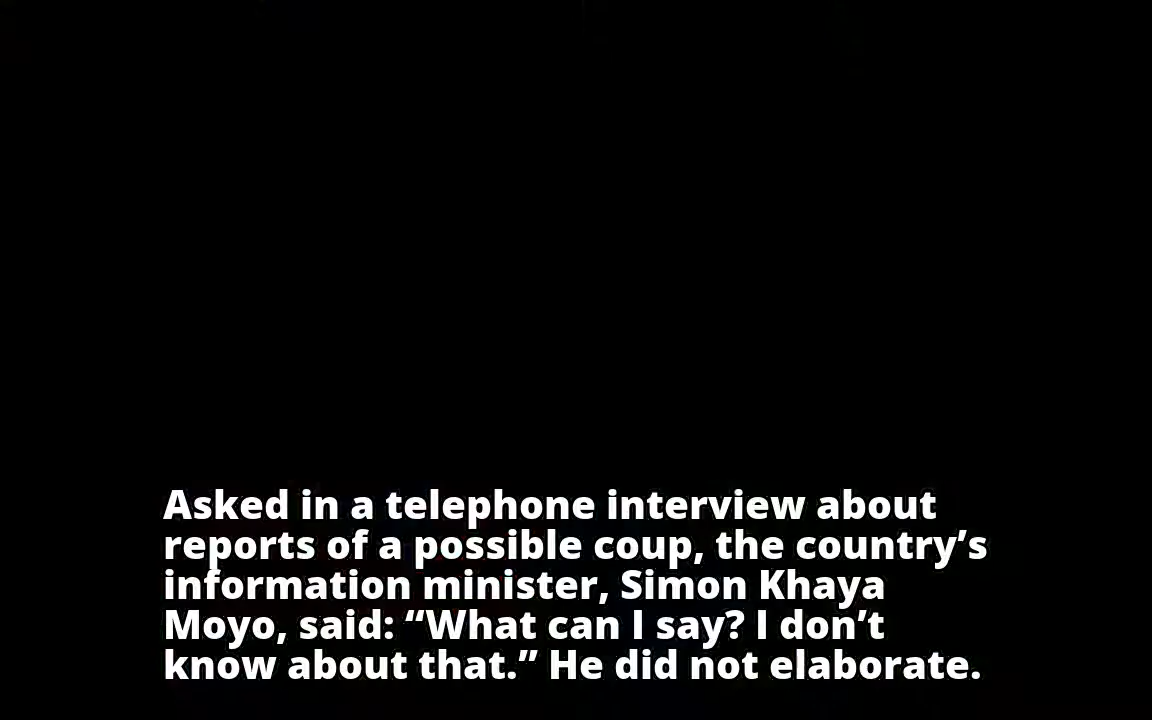 Asked in a telephone interview about
reports of a possible coup, the country’s
information minister, Simon Khaya
Moyo, said: “What can I say? I don’t
know about that.” He did not elaborate.